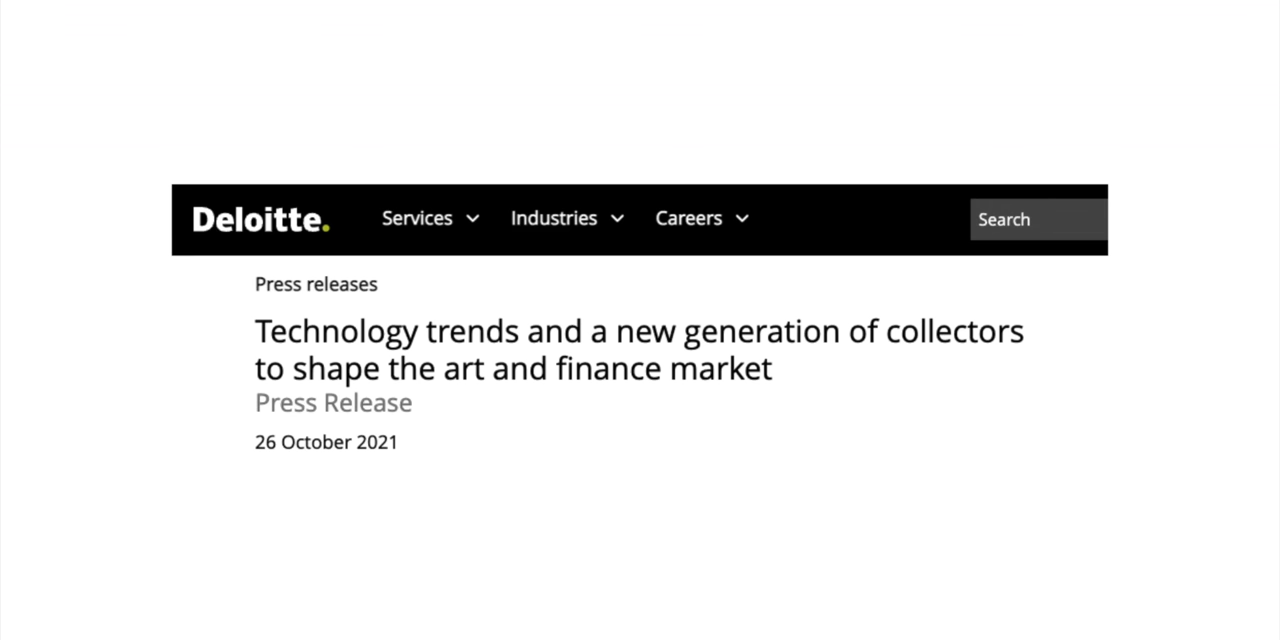 Deloitte. Services Industries Careers Search
Press releases
Technology trends and a new generation of collectors
to shape the art and finance market
Press Release
26 October 2021